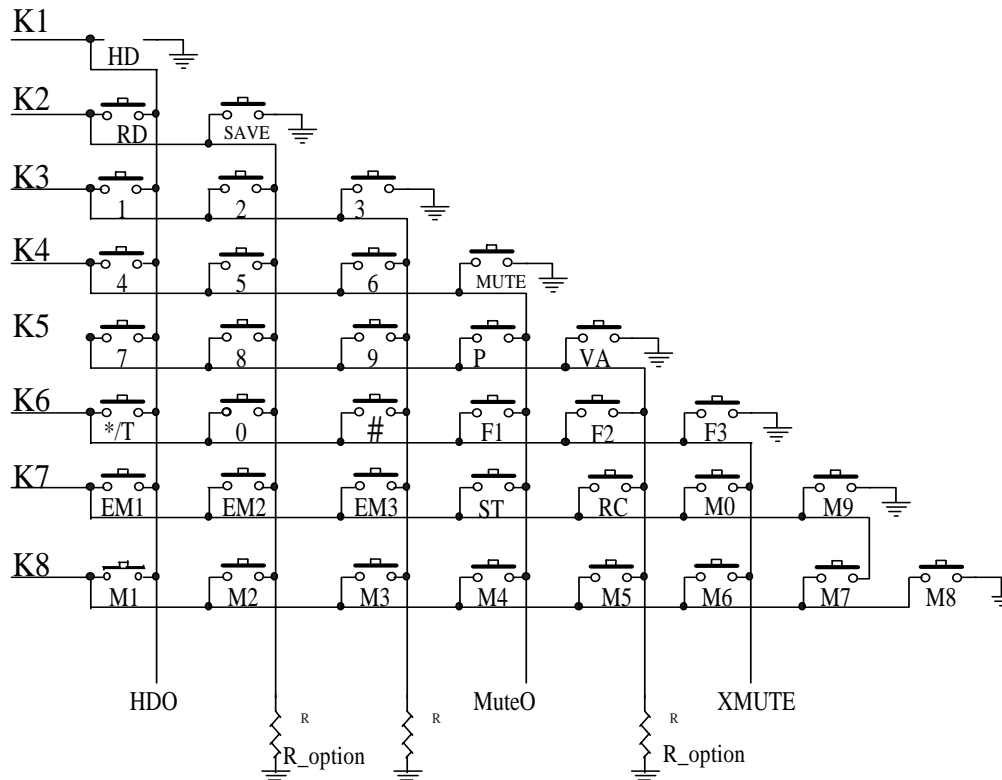 K1
HD
K2
RD SAVE
K3
1 2 3
K4
4 5 6 MUTE
K5
7 8 9 P VA
K6
*/T 0 # F1 F2 F3
K7
EM1 EM2 EM3 ST RC M0 M9
K8
M1 M2 M3 M4 M5 M6 M7 M8
HDO MuteO XMUTE
R R R
R_option R_option